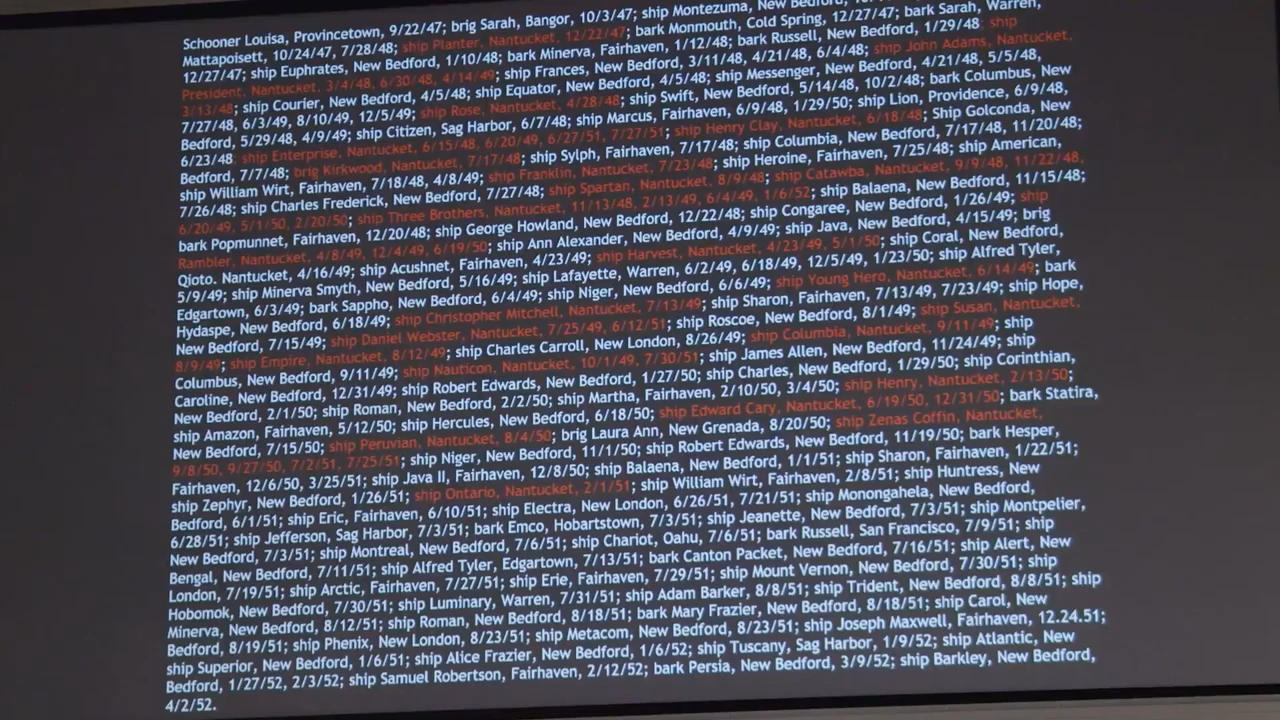 Schooner Louisa, Provincetown, 9/22/47; brig Sarah, Bangor, 10/3/47; ship Montezuma, New Bedford,
Mattapoisett, 10/24/47, 7/28/48; ship Planter, Nantucket, 12/22/47; bark Monmouth, Cold Spring, 12/27/47; bark Sarah, Warren,
12/27/47; ship Euphrates, New Bedford, 1/10/48; bark Minerva, Fairhaven, 1/12/48; bark Russell, New Bedford, 1/29/48; ship
President, Nantucket, 3/4/48, 6/30/48, 4/14/49; ship Frances, New Bedford, 3/11/48, 4/21/48, 6/4/48; ship John Adams, Nantucket,
3/13/48; ship Courier, New Bedford, 4/5/48; ship Equator, New Bedford, 4/5/48; ship Messenger, New Bedford, 4/21/48, 5/5/48,
7/27/48, 6/3/49, 8/10/49, 12/5/49; ship Rose, Nantucket, 4/28/48; ship Swift, New Bedford, 5/14/48, 10/2/48; bark Columbus, New
Bedford, 5/29/48, 4/9/49; ship Citizen, Sag Harbor, 6/7/48; ship Marcus, Fairhaven, 6/9/48, 1/29/50; ship Lion, Providence, 6/9/48,
6/23/48; ship Enterprise, Nantucket, 6/15/48, 6/20/49, 6/27/51, 7/27/51; ship Henry Clay, Nantucket, 6/18/48; Ship Golconda, New
Bedford, 7/7/48; brig Kirkwood, Nantucket, 7/17/48; ship Sylph, Fairhaven, 7/17/48; ship Columbia, New Bedford, 7/17/48, 11/20/48;
ship William Wirt, Fairhaven, 7/18/48, 4/8/49; ship Franklin, Nantucket, 7/23/48; ship Heroine, Fairhaven, 7/25/48; ship American,
7/26/48; ship Charles Frederick, New Bedford, 7/27/48; ship Spartan, Nantucket, 8/9/48; ship Catawba, Nantucket, 9/9/48, 11/22/48,
6/20/49, 5/1/50, 2/20/50; ship Three Brothers, Nantucket, 11/13/48, 2/13/49, 6/4/49, 1/6/52; ship Balaena, New Bedford, 11/15/48;
bark Popmunnet, Fairhaven, 12/20/48; ship George Howland, New Bedford, 12/22/48; ship Congaree, New Bedford, 1/26/49; ship
Rambler, Nantucket, 4/8/49, 12/4/49, 6/19/50; ship Ann Alexander, New Bedford, 4/9/49; ship Java, New Bedford, 4/15/49; brig
Qioto. Nantucket, 4/16/49; ship Acushnet, Fairhaven, 4/23/49; ship Harvest, Nantucket, 4/23/49, 5/1/50; ship Coral, New Bedford,
5/9/49; ship Minerva Smyth, New Bedford, 5/16/49; ship Lafayette, Warren, 6/2/49, 6/18/49, 12/5/49, 1/23/50; ship Alfred Tyler,
Edgartown, 6/3/49; bark Sappho, New Bedford, 6/4/49; ship Niger, New Bedford, 6/6/49; ship Young Hero, Nantucket, 6/14/49; bark
Hydaspe, New Bedford, 6/18/49; ship Christopher Mitchell, Nantucket, 7/13/49; ship Sharon, Fairhaven, 7/13/49, 7/23/49; ship Hope,
New Bedford, 7/15/49; ship Daniel Webster, Nantucket, 7/25/49, 6/12/51; ship Roscoe, New Bedford, 8/1/49; ship Susan, Nantucket,
8/9/49; ship Empire, Nantucket, 8/12/49; ship Charles Carroll, New London, 8/26/49; ship Columbia, Nantucket, 9/11/49; ship
Columbus, New Bedford, 9/11/49; ship Nauticon, Nantucket, 10/1/49, 7/30/51; ship James Allen, New Bedford, 11/24/49; ship
Caroline, New Bedford, 12/31/49; ship Robert Edwards, New Bedford, 1/27/50; ship Charles, New Bedford, 1/29/50; ship Corinthian,
New Bedford, 2/1/50; ship Roman, New Bedford, 2/2/50; ship Martha, Fairhaven, 2/10/50, 3/4/50; ship Henry, Nantucket, 2/13/50;
ship Amazon, Fairhaven, 5/12/50; ship Hercules, New Bedford, 6/18/50; ship Edward Cary, Nantucket, 6/19/50, 12/31/50; bark Statira,
New Bedford, 7/15/50; ship Peruvian, Nantucket, 8/4/50; brig Laura Ann, New Grenada, 8/20/50; ship Zenas Coffin, Nantucket,
9/8/50, 9/27/50, 7/2/51, 7/25/51; ship Niger, New Bedford, 11/1/50; ship Robert Edwards, New Bedford, 11/19/50; bark Hesper,
Fairhaven, 12/6/50, 3/25/51; ship Java II, Fairhaven, 12/8/50; ship Balaena, New Bedford, 1/1/51; ship Sharon, Fairhaven, 1/22/51;
ship Zephyr, New Bedford, 1/26/51; ship Ontario, Nantucket, 2/1/51; ship William Wirt, Fairhaven, 2/8/51; ship Huntress, New
Bedford, 6/1/51; ship Eric, Fairhaven, 6/10/51; ship Electra, New London, 6/26/51, 7/21/51; ship Monongahela, New Bedford,
6/28/51; ship Jefferson, Sag Harbor, 7/3/51; bark Emco, Hobartstown, 7/3/51; ship Jeanette, New Bedford, 7/3/51; ship Montpelier,
New Bedford, 7/3/51; ship Montreal, New Bedford, 7/6/51; ship Chariot, Oahu, 7/6/51; bark Russell, San Francisco, 7/9/51; ship
Bengal, New Bedford, 7/11/51; ship Alfred Tyler, Edgartown, 7/13/51; bark Canton Packet, New Bedford, 7/16/51; ship Alert, New
London, 7/19/51; ship Arctic, Fairhaven, 7/27/51; ship Erie, Fairhaven, 7/29/51; ship Mount Vernon, New Bedford, 7/30/51; ship
Hobomok, New Bedford, 7/30/51; ship Luminary, Warren, 7/31/51; ship Adam Barker, 8/8/51; ship Trident, New Bedford, 8/8/51; ship
Minerva, New Bedford, 8/12/51; ship Roman, New Bedford, 8/18/51; bark Mary Frazier, New Bedford, 8/18/51; ship Carol, New
Bedford, 8/19/51; ship Phenix, New London, 8/23/51; ship Metacom, New Bedford, 8/23/51; ship Joseph Maxwell, Fairhaven, 12.24.51;
ship Superior, New Bedford, 1/6/51; ship Alice Frazier, New Bedford, 1/6/52; ship Tuscany, Sag Harbor, 1/9/52; ship Atlantic, New
Bedford, 1/27/52, 2/3/52; ship Samuel Robertson, Fairhaven, 2/12/52; bark Persia, New Bedford, 3/9/52; ship Barkley, New Bedford,
4/2/52.